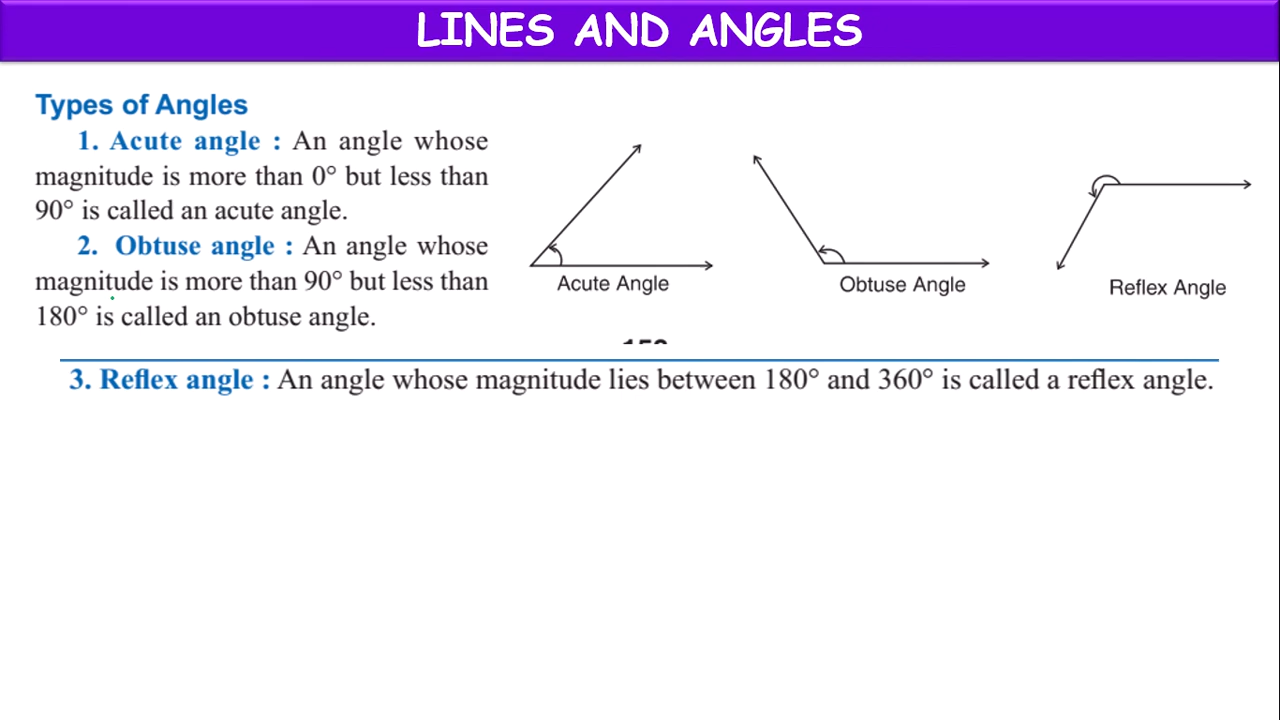 LINES AND ANGLES
Types of Angles
1. Acute angle : An angle whose
magnitude is more than 0° but less than
90° is called an acute angle.
2. Obtuse angle : An angle whose
magnitude is more than 90° but less than
180° is called an obtuse angle.
Acute Angle
Obtuse Angle
Reflex Angle
3. Reflex angle : An angle whose magnitude lies between 180° and 360° is called a reflex angle.